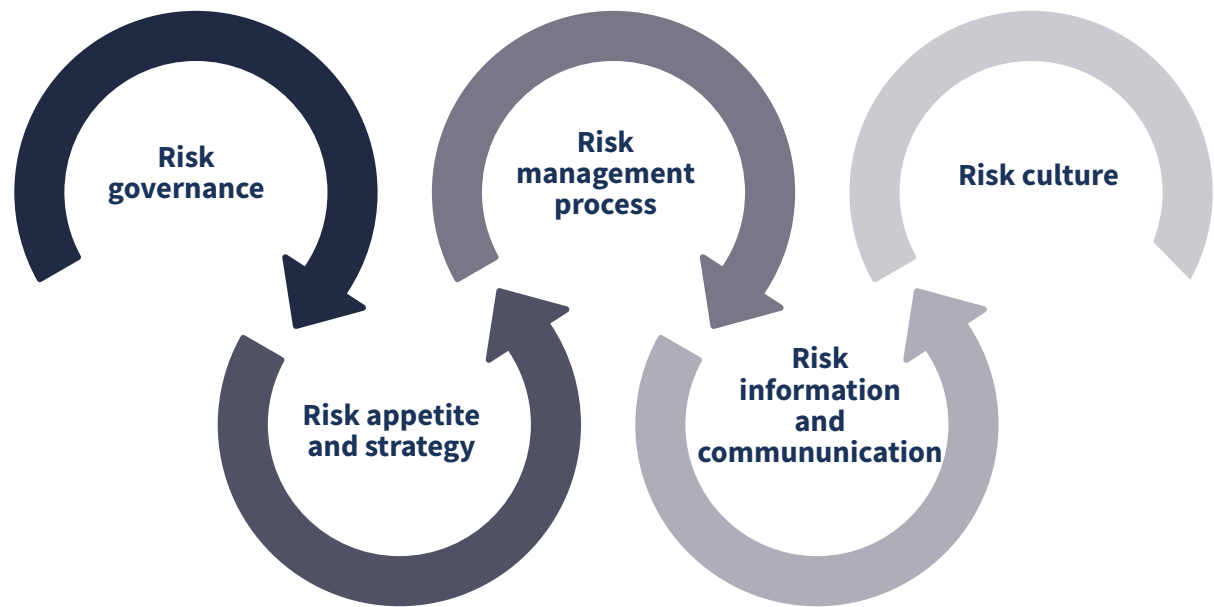 Risk
governance
Risk appetite
and strategy
Risk
management
process
Risk
information
and
commununication
Risk culture